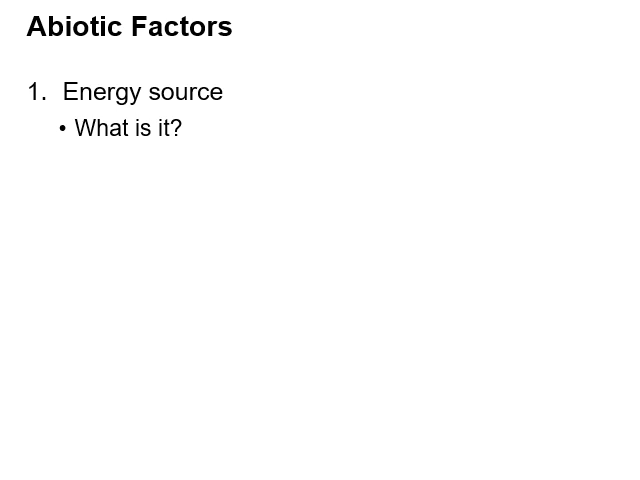 Abiotic Factors
1. Energy source
• What is it?